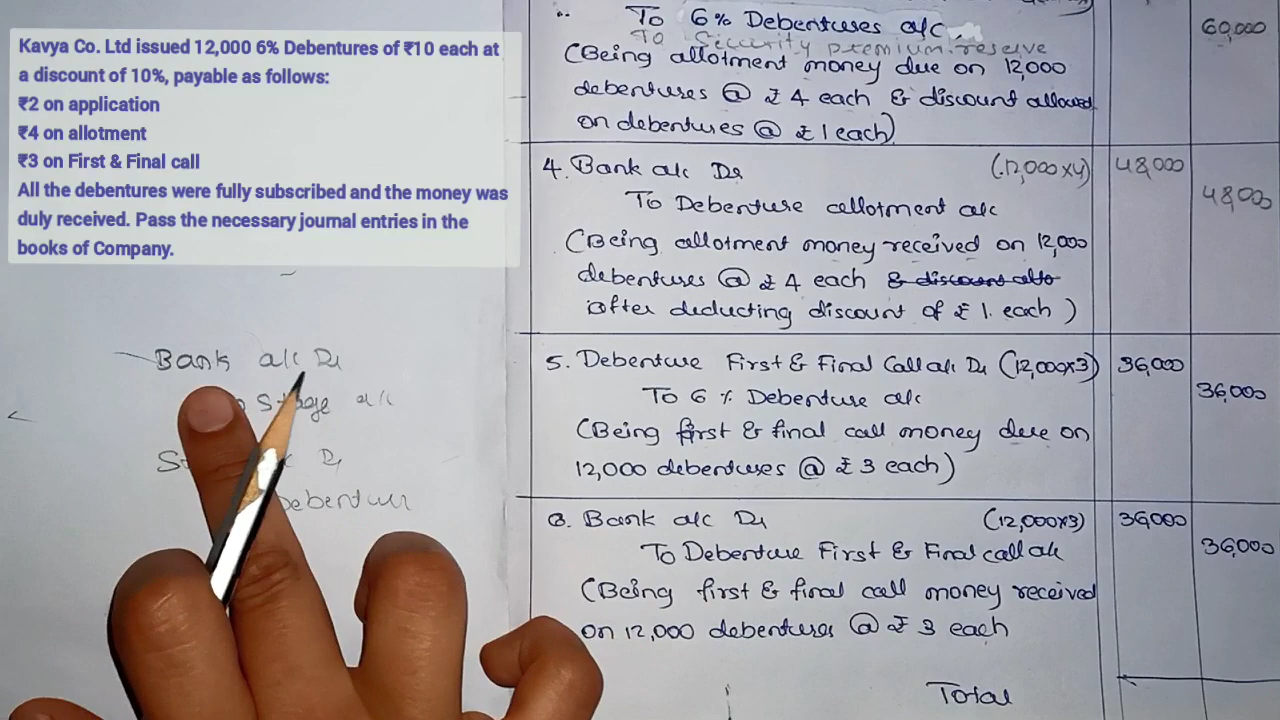 Kavya Co. Ltd issued 12,000 6% Debentures of ₹10 each at
a discount of 10%, payable as follows:
₹2 on application
₹4 on allotment
₹3 on First & Final call
All the debentures were fully subscribed and the money was
duly received. Pass the necessary journal entries in the
books of Company.
Bank a/c Dr
a/c
Dr
Debenture
To 6% Debentures a/c. 60,000
To Security premium reserve
(Being allotment money due on 12,000
debentures @ ₹ 4 each & discount allowed
on debentures @ ₹ 1 each)
4. Bank a/c Dr (12,000x4) 48,000
To Debenture allotment a/c 48,000
(Being allotment money received on 12,000
debentures @ ₹ 4 each & discount allo
after deducting discount of ₹ 1. each )
5. Debenture First & Final Call a/c Dr (12,000x3) 36,000
To 6 % Debenture a/c 36,000
(Being first & final call money due on
12,000 debentures @ ₹ 3 each)
6. Bank a/c Dr (12,000x3) 36,000
To Debenture First & Final call a/c 36,000
(Being first & final call money received
on 12,000 debentures @ ₹ 3 each
Total